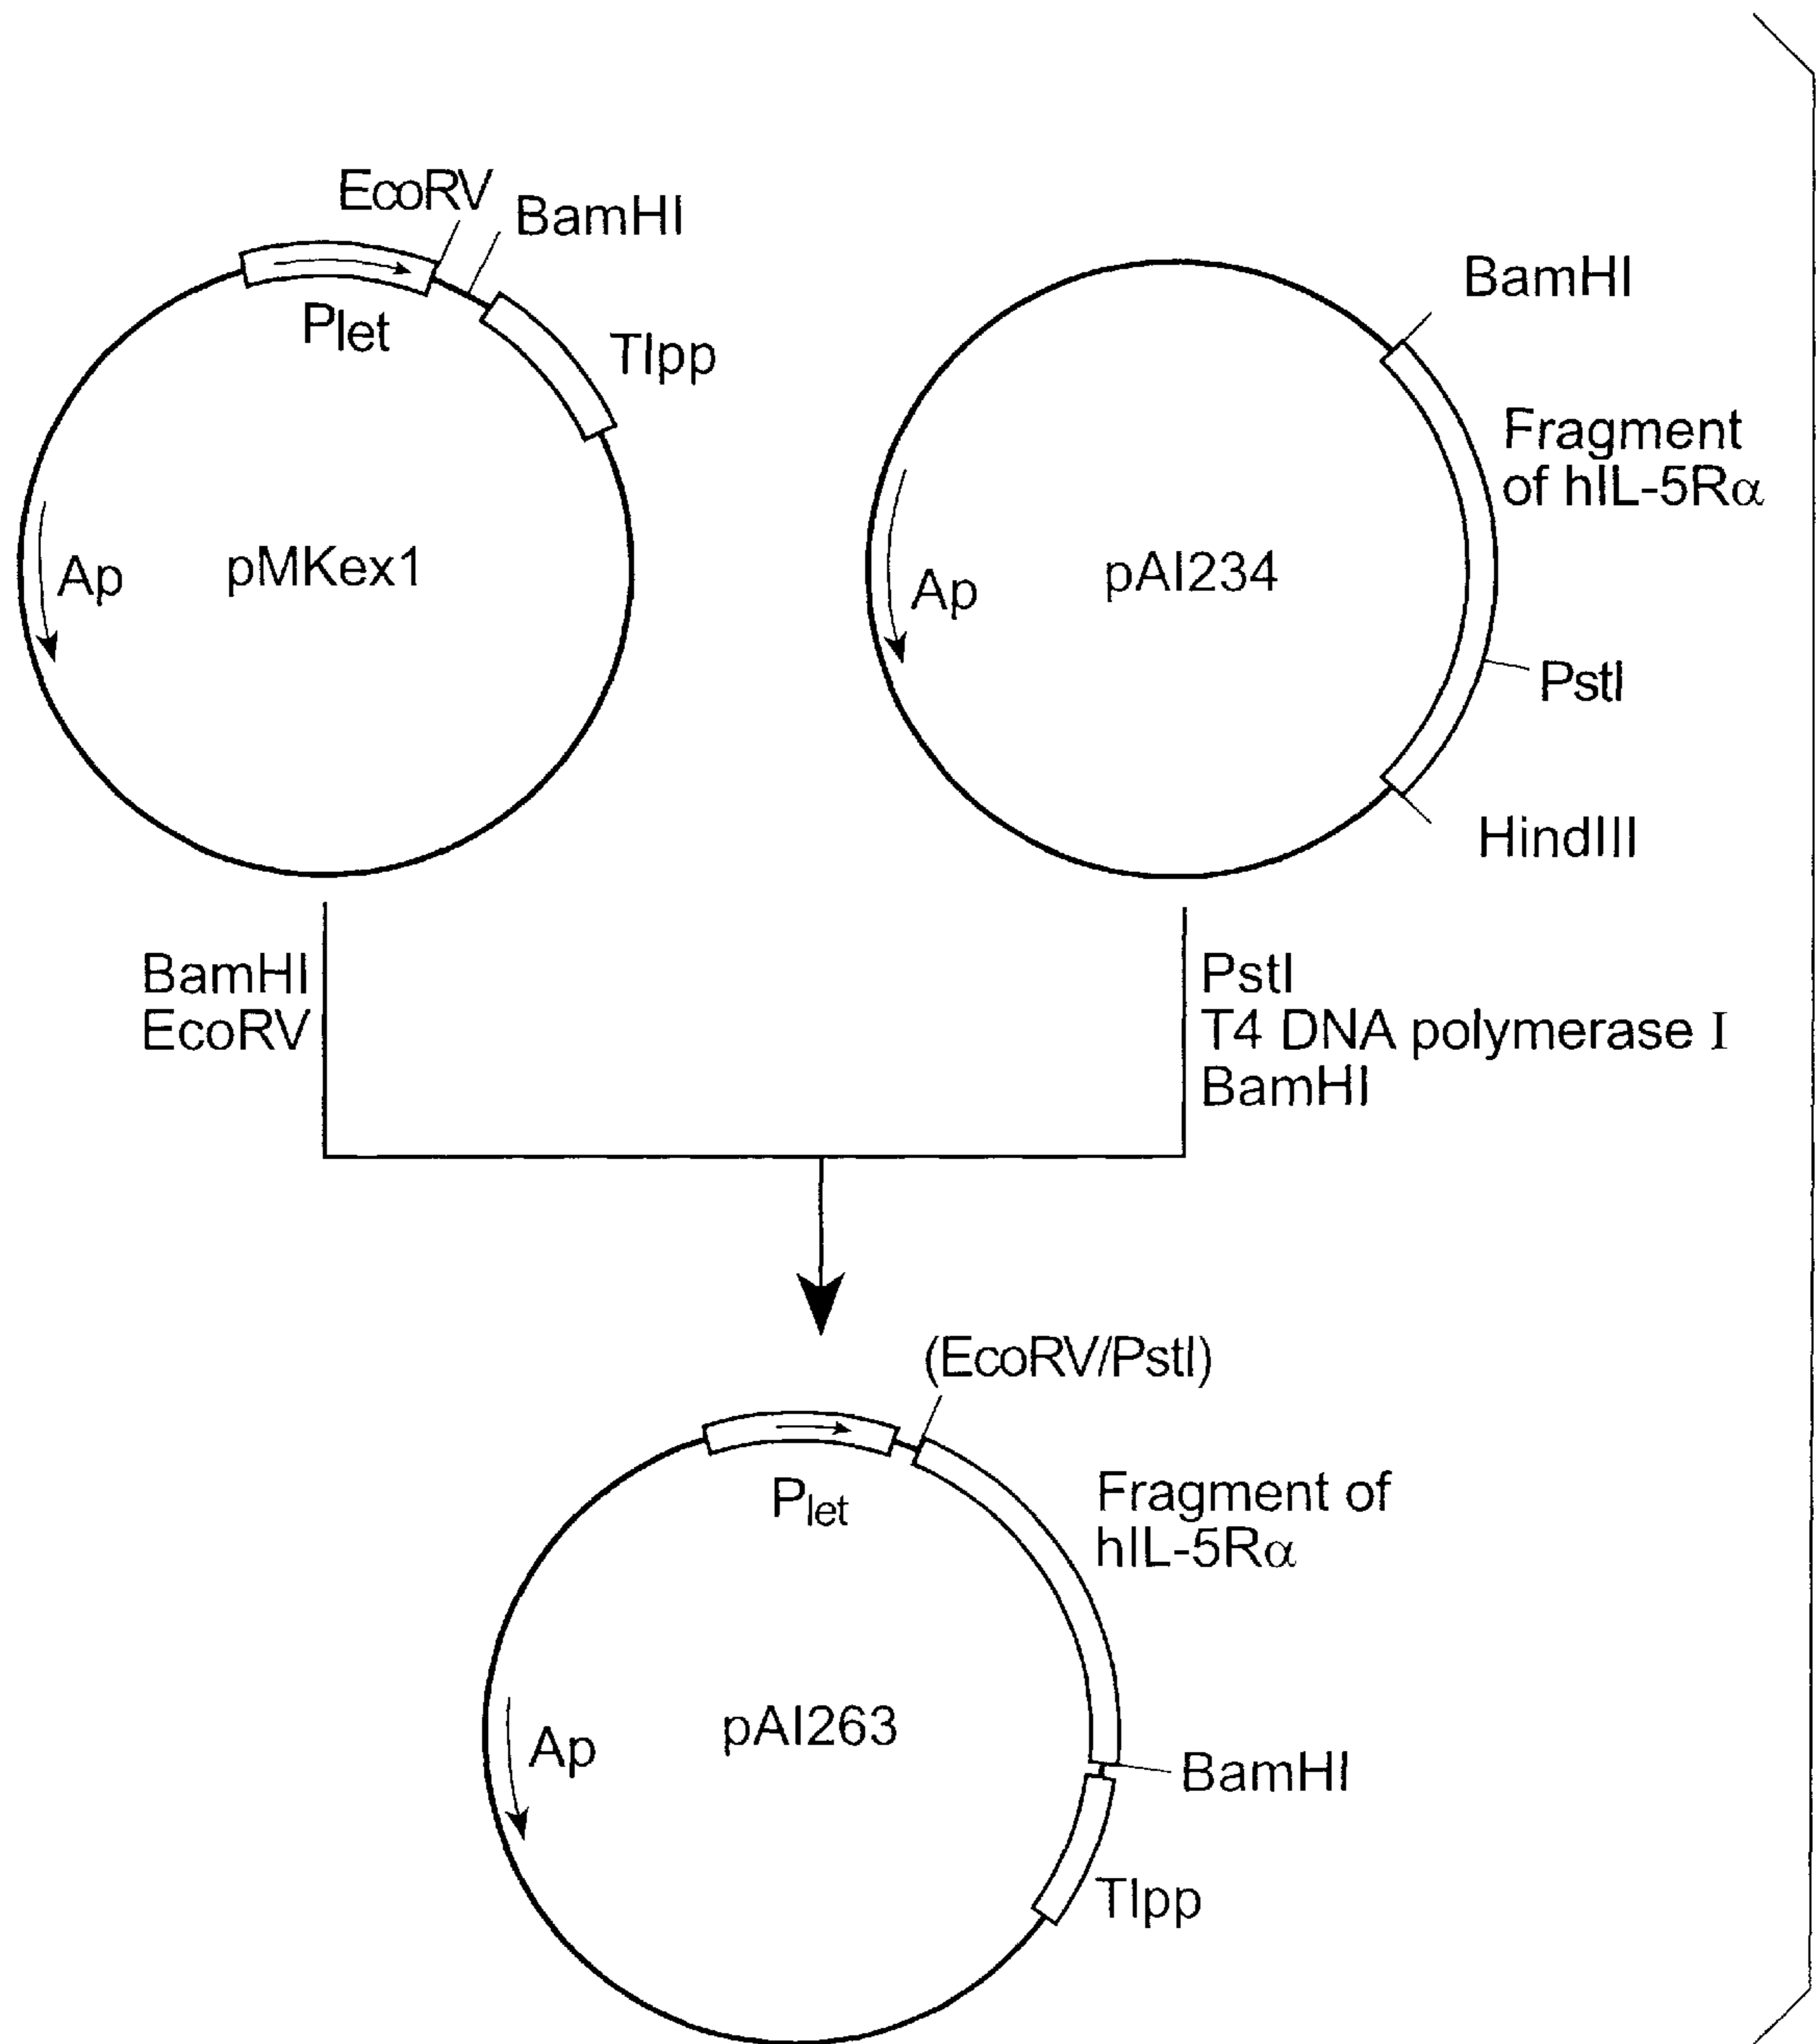 EcoRV
BamHI
Plet
Tlpp
Ap
pMKex1
BamHI
Fragment
of hIL-5Rα
Ap
pAI234
PstI
HindIII
BamHI
EcoRV
PstI
T4 DNA polymerase I
BamHI
(EcoRV/PstI)
Plet
Fragment of
hIL-5Rα
Ap
pAI263
BamHI
Tlpp